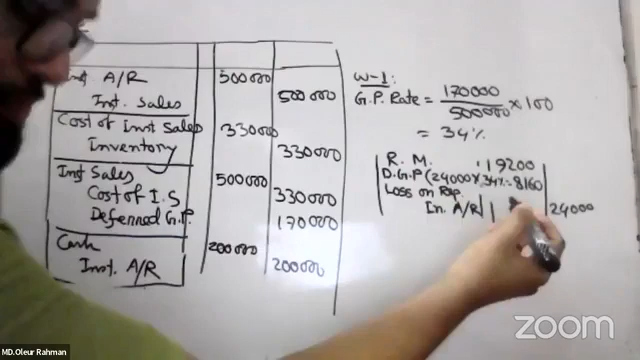 Inst A/R 500000
Inst. Sales 500000
Cost of Inst Sales 330000
Inventory 330000
Inst Sales 500000
Cost of I.S 330000
Deferred G.P. 170000
Cash 200000
Inst. A/R 200000
W-1:
G.P. Rate = 170000/500000 × 100
= 34%
R. M. 19200
D.G.P (24000×34%=8160
Loss on Rep.
In. A/R 24000
zoom
MD.Oleur Rahman